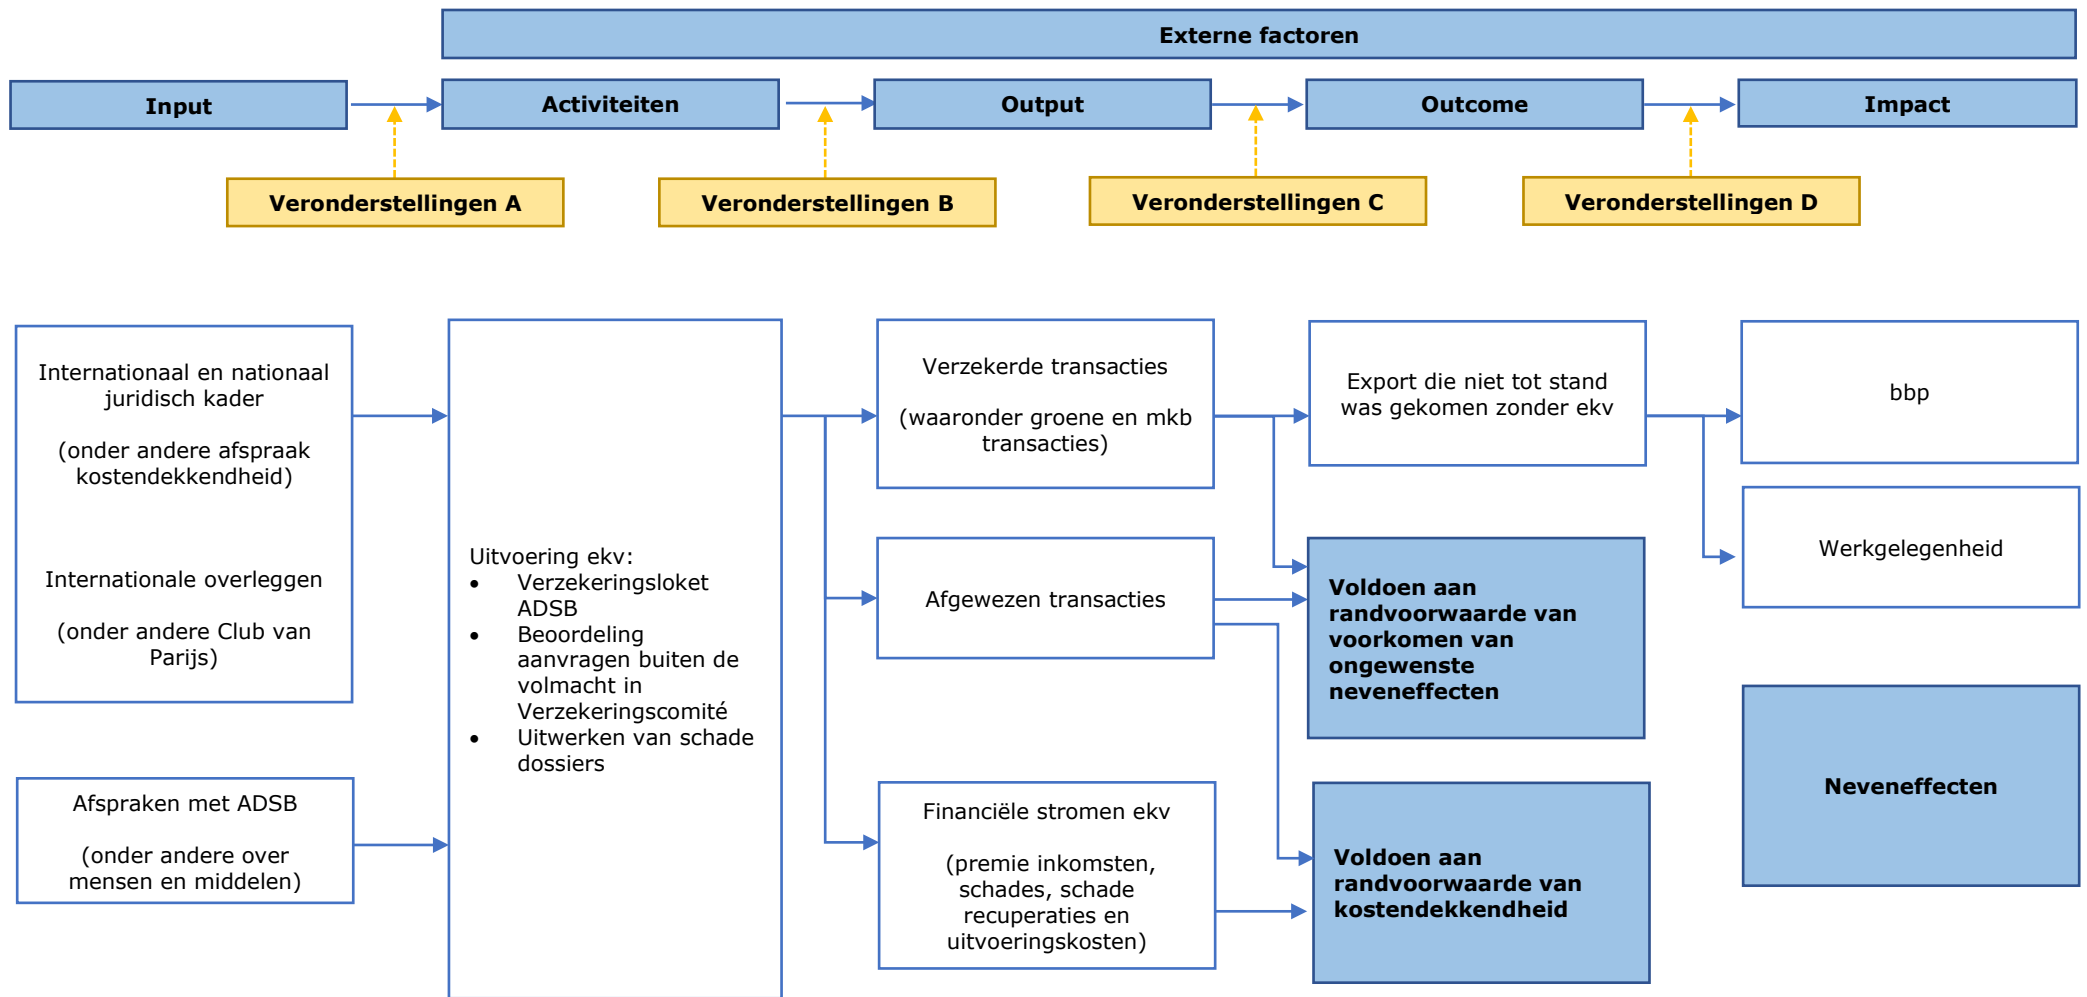 Externe factoren
Input
Activiteiten
Output
Outcome
Impact
Veronderstellingen A
Veronderstellingen B
Veronderstellingen C
Veronderstellingen D
Internationaal en nationaal
juridisch kader
(onder andere afspraak
kostendekkendheid)
Internationale overleggen
(onder andere Club van
Parijs)
Afspraken met ADSB
(onder andere over
mensen en middelen)
Uitvoering ekv:
• Verzekeringsloket
ADSB
• Beoordeling
aanvragen buiten de
volmacht in
Verzekeringscomité
• Uitwerken van schade
dossiers
Verzekerde transacties
(waaronder groene en mkb
transacties)
Afgewezen transacties
Financiële stromen ekv
(premie inkomsten,
schades, schade
recuperaties en
uitvoeringskosten)
Export die niet tot stand
was gekomen zonder ekv
Voldoen aan
randvoorwaarde van
voorkomen van
ongewenste
neveneffecten
Voldoen aan
randvoorwaarde van
kostendekkendheid
bbp
Werkgelegenheid
Neveneffecten